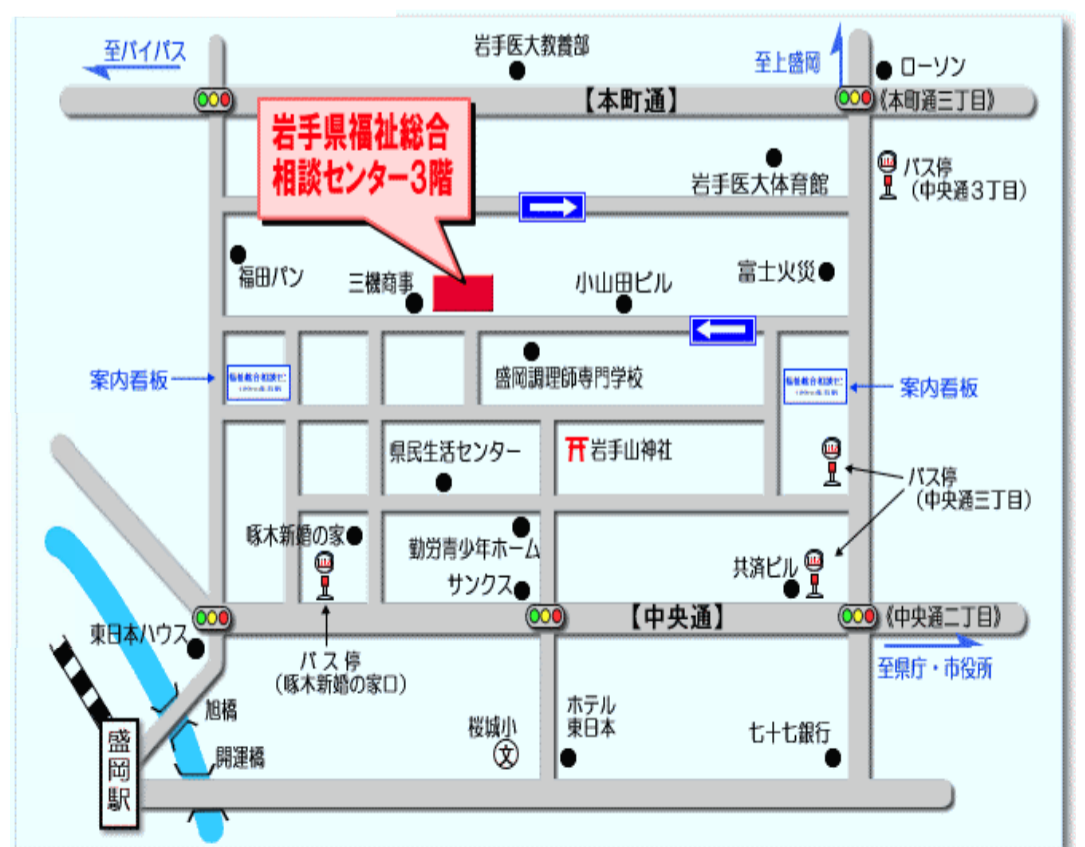 至バイパス
岩手医大教養部
至上盛岡
ローソン
【本町通】
《本町通三丁目》
岩手県福祉総合
相談センター3階
岩手医大体育館
バス停
(中央通3丁目)
福田パン
三機商事
小山田ビル
富士火災
案内看板
盛岡調理師専門学校
案内看板
県民生活センター
岩手山神社
バス停
(中央通三丁目)
啄木新婚の家
勤労青少年ホーム
サンクス
共済ビル
【中央通】
《中央通二丁目》
東日本ハウス
バス停
(啄木新婚の家口)
至県庁・市役所
旭橋
開運橋
盛岡駅
桜城小
文
ホテル
東日本
七十七銀行